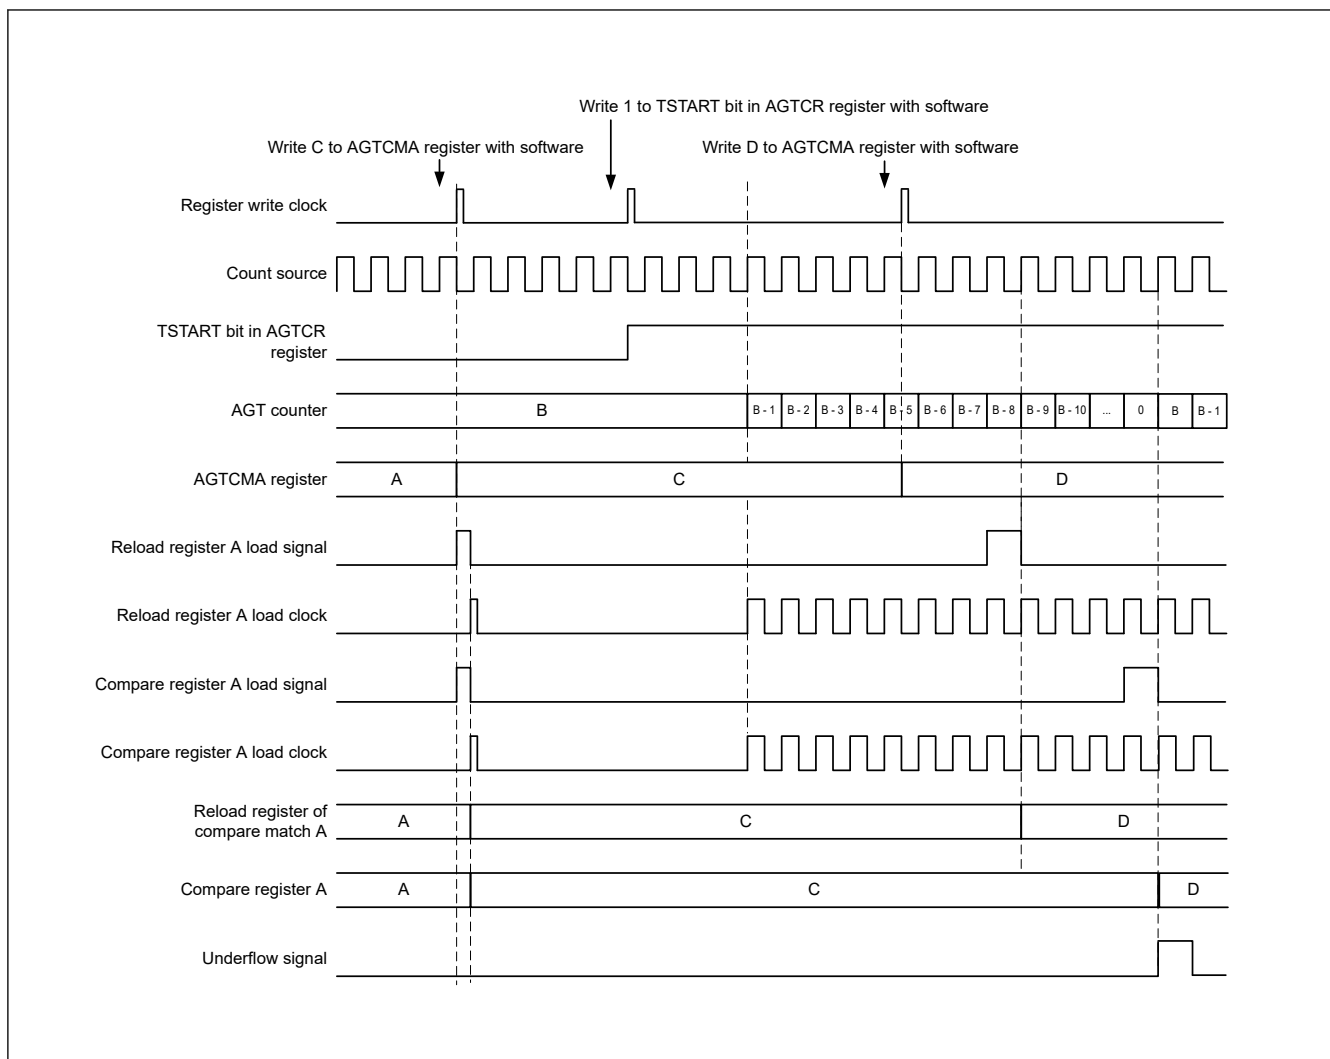 Write 1 to TSTART bit in AGTCR register with software
Write C to AGTCMA register with software
Write D to AGTCMA register with software
Register write clock
Count source
TSTART bit in AGTCR
register
AGT counter
B
B - 1
B - 2
B - 3
B - 4
B - 5
B - 6
B - 7
B - 8
B - 9
B - 10
...
0
B
B - 1
AGTCMA register
A
C
D
Reload register A load signal
Reload register A load clock
Compare register A load signal
Compare register A load clock
Reload register of
compare match A
A
C
D
Compare register A
A
C
D
Underflow signal